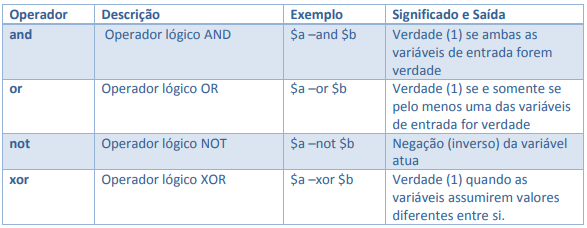 Operador Descrição Exemplo Significado e Saída
and Operador lógico AND $a –and $b Verdade (1) se ambas as
variáveis de entrada forem
verdade
or Operador lógico OR $a –or $b Verdade (1) se e somente se
pelo menos uma das variáveis
de entrada for verdade
not Operador lógico NOT $a –not $b Negação (inverso) da variável
atua
xor Operador lógico XOR $a –xor $b Verdade (1) quando as
variáveis assumirem valores
diferentes entre si.